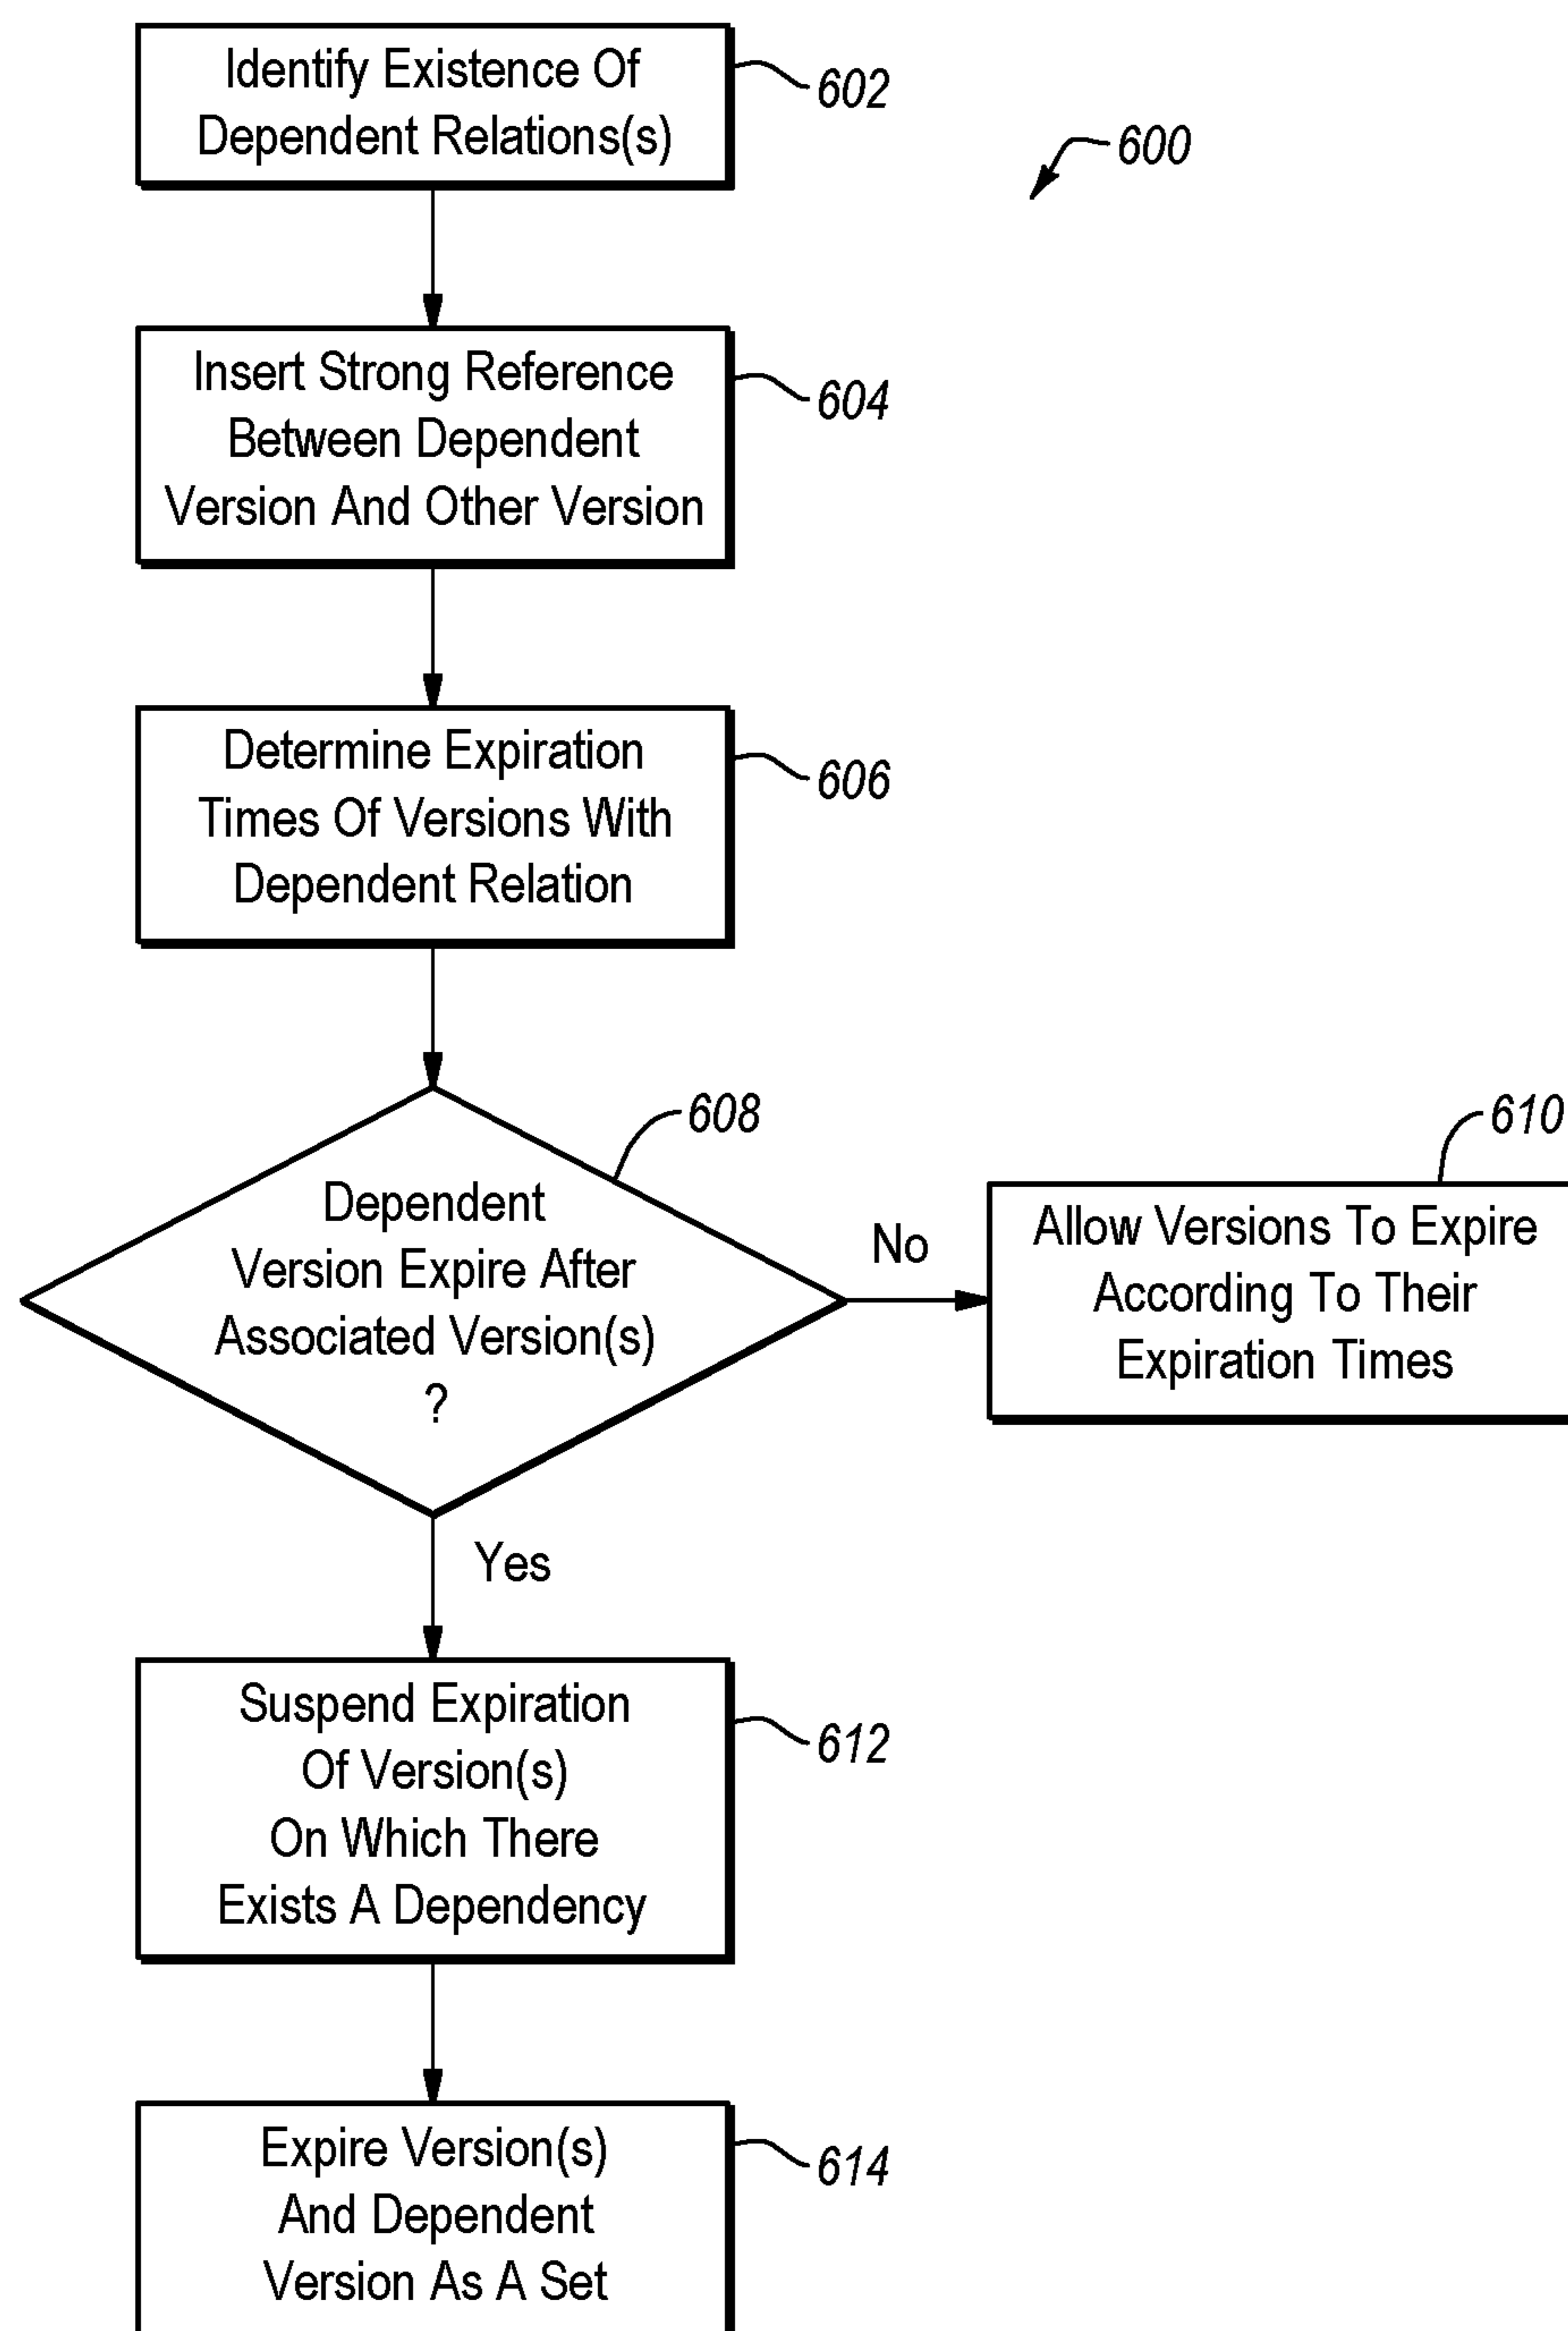 Identify Existence Of
Dependent Relations(s)
602
600
Insert Strong Reference
Between Dependent
Version And Other Version
604
Determine Expiration
Times Of Versions With
Dependent Relation
606
Dependent
Version Expire After
Associated Version(s)
?
608
No
610
Allow Versions To Expire
According To Their
Expiration Times
Yes
Suspend Expiration
Of Version(s)
On Which There
Exists A Dependency
612
Expire Version(s)
And Dependent
Version As A Set
614